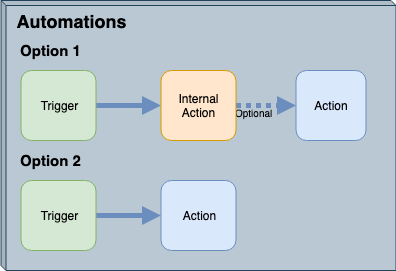 Automations
Option 1
Trigger
Internal
Action
Optional
Action
Option 2
Trigger
Action